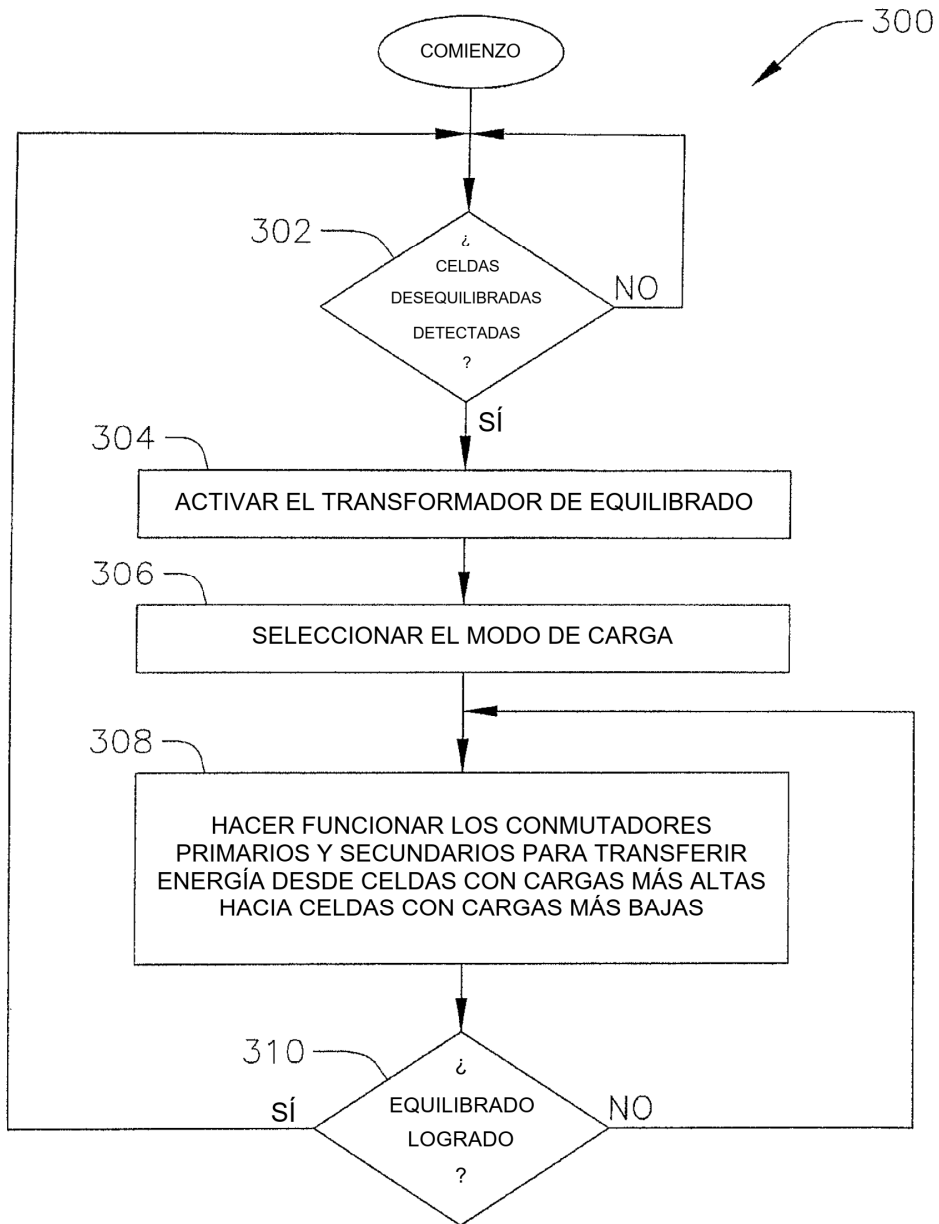 300
COMIENZO
302
¿
CELDAS
DESEQUILIBRADAS
DETECTADAS
?
NO
SÍ
304
ACTIVAR EL TRANSFORMADOR DE EQUILIBRADO
306
SELECCIONAR EL MODO DE CARGA
308
HACER FUNCIONAR LOS CONMUTADORES
PRIMARIOS Y SECUNDARIOS PARA TRANSFERIR
ENERGÍA DESDE CELDAS CON CARGAS MÁS ALTAS
HACIA CELDAS CON CARGAS MÁS BAJAS
310
¿
EQUILIBRADO
LOGRADO
?
SÍ
NO